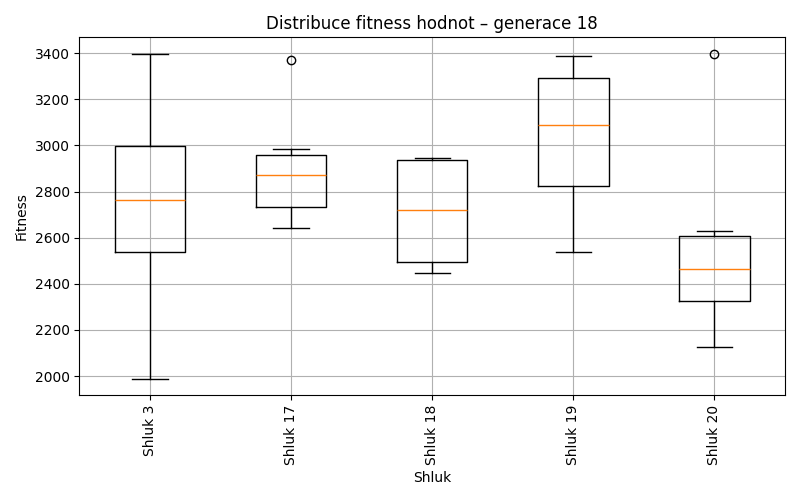 Distribuce fitness hodnot – generace 18
Fitness
3400
3200
3000
2800
2600
2400
2200
2000
Shluk 3
Shluk 17
Shluk 18
Shluk 19
Shluk 20
Shluk